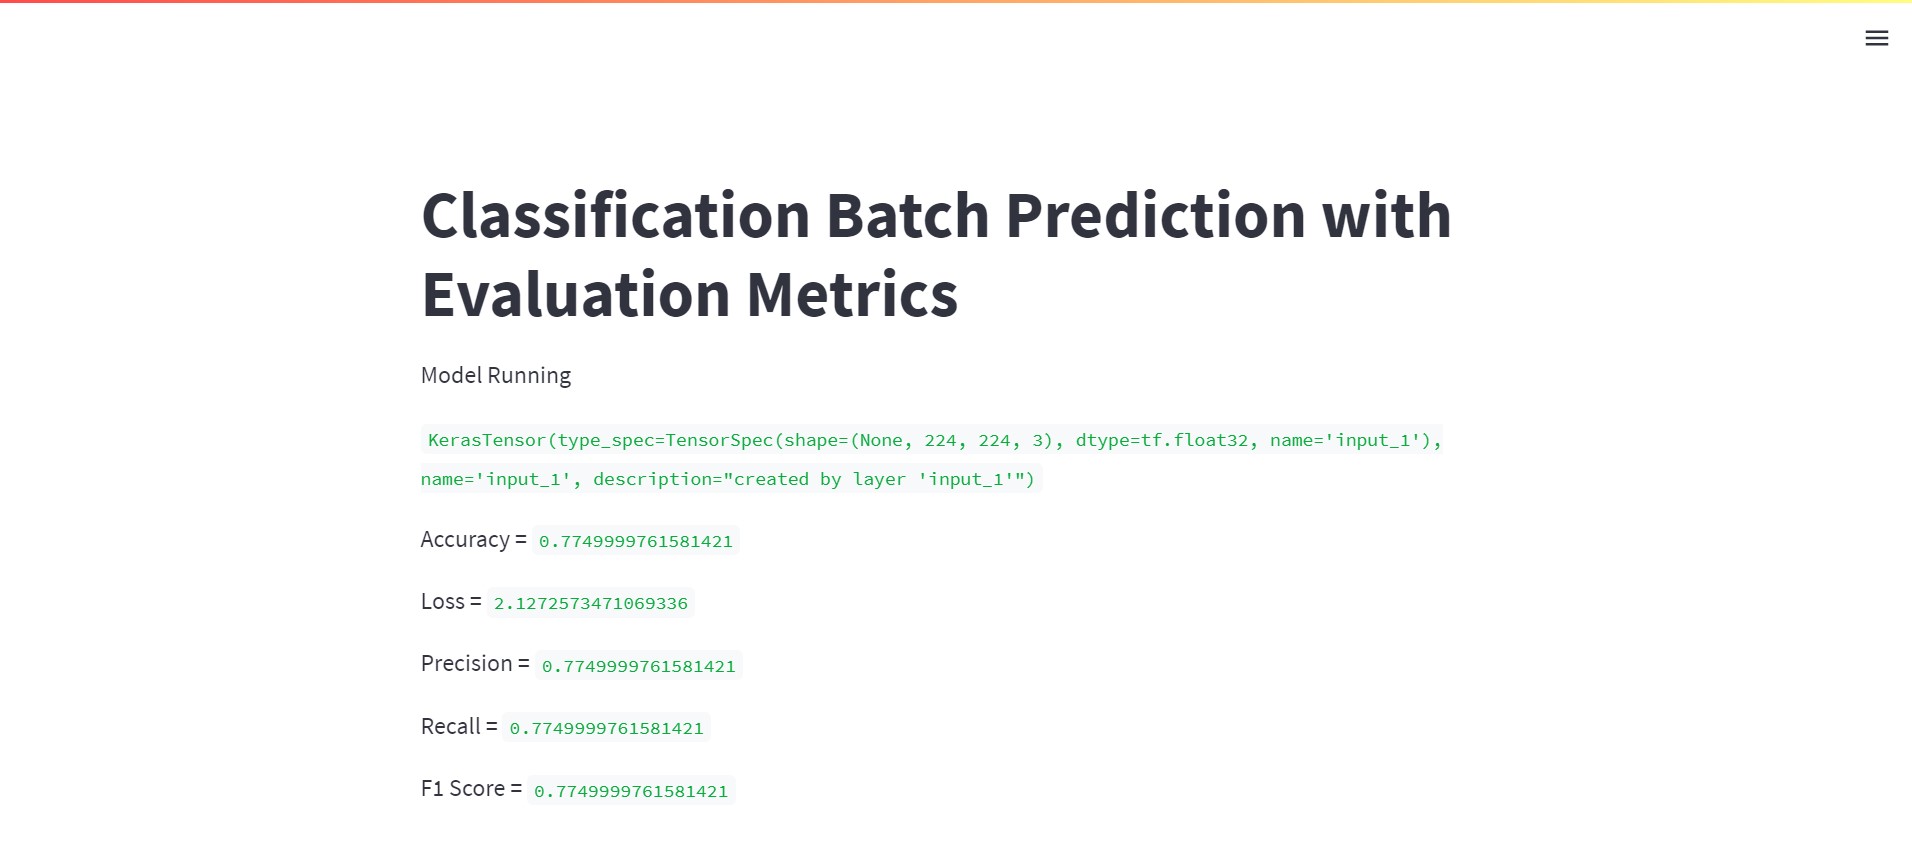 Classification Batch Prediction with
Evaluation Metrics
Model Running
KerasTensor(type_spec=TensorSpec(shape=(None, 224, 224, 3), dtype=tf.float32, name='input_1'),
name='input_1', description="created by layer 'input_1'")
Accuracy = 0.7749999761581421
Loss = 2.1272573471069336
Precision = 0.7749999761581421
Recall = 0.7749999761581421
F1 Score = 0.7749999761581421